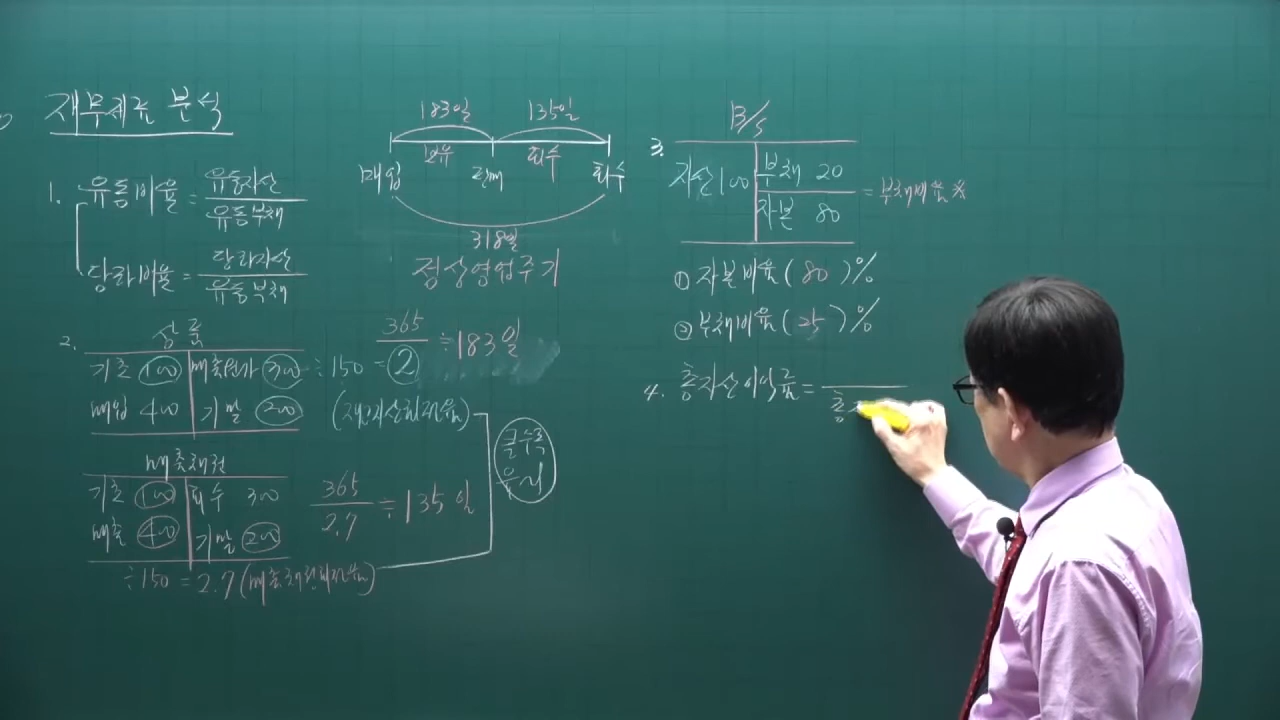 재무제표 분석
1. 유동비율 = 유동자산 / 유동부채
당좌비율 = 당좌자산 / 유동부채
2. 상품
기초 100 매출원가 300 ÷150 = 2
매입 400 기말 200 (재고자산회전율)
365 / 2 ≒ 183일
매출채권
기초 100 회수 300
매출 400 기말 200
365 / 2.7 ≒ 135일
÷150 = 2.7 (매출채권회전율)
클수록
유리
183일 135일
보유 회수
매입 판매 회수
318일
정상영업주기
3. B/S
자산 100 부채 20
자본 80
= 부채비율
① 자본비율 (80)%
② 부채비율 (25)%
4. 총자산이익률 =
총